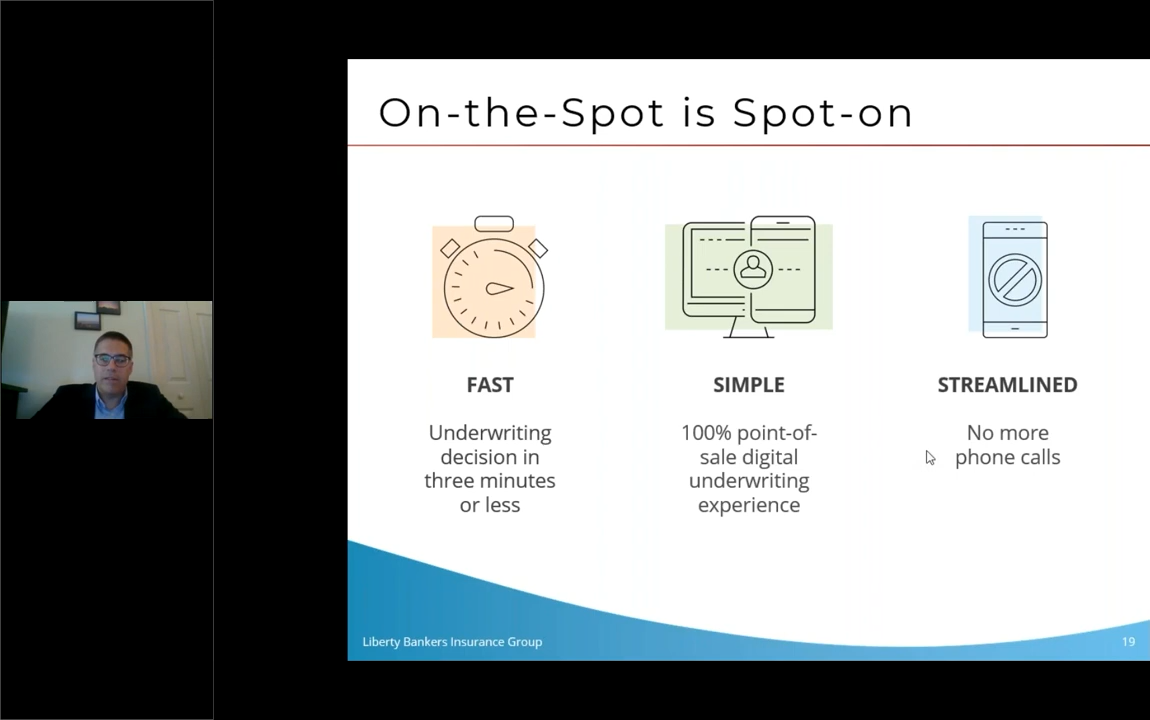 On-the-Spot is Spot-on
FAST
Underwriting
decision in
three minutes
or less
SIMPLE
100% point-of-
sale digital
underwriting
experience
STREAMLINED
No more
phone calls
Liberty Bankers Insurance Group
19